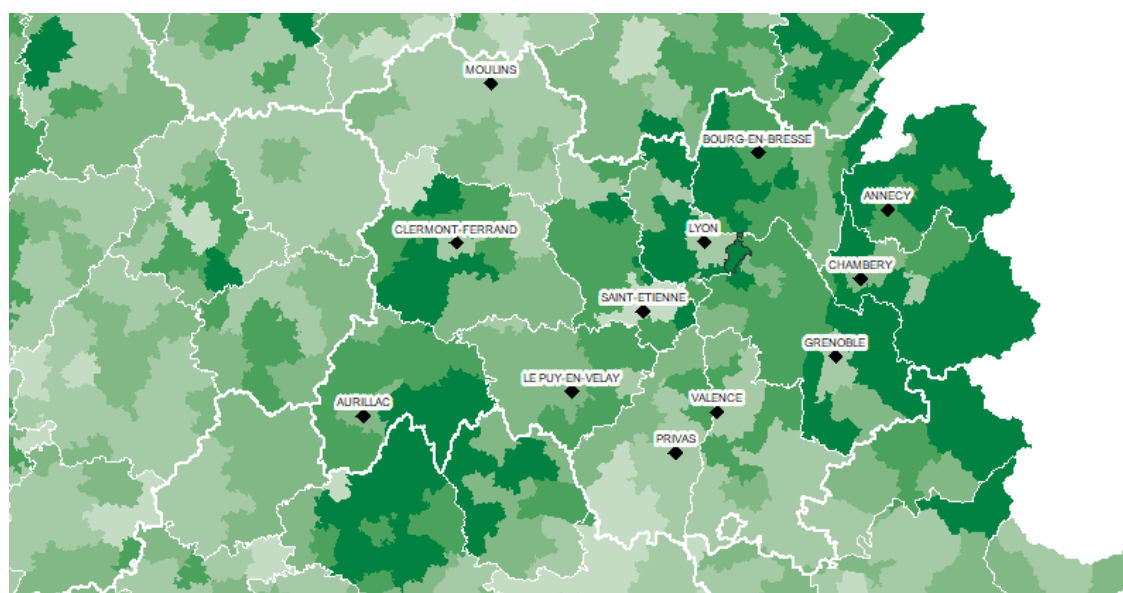 MOULINS
BOURG-EN-BRESSE
ANNECY
CLERMONT-FERRAND
LYON
CHAMBERY
SAINT-ETIENNE
GRENOBLE
LE PUY-EN-VELAY
AURILLAC
VALENCE
PRIVAS